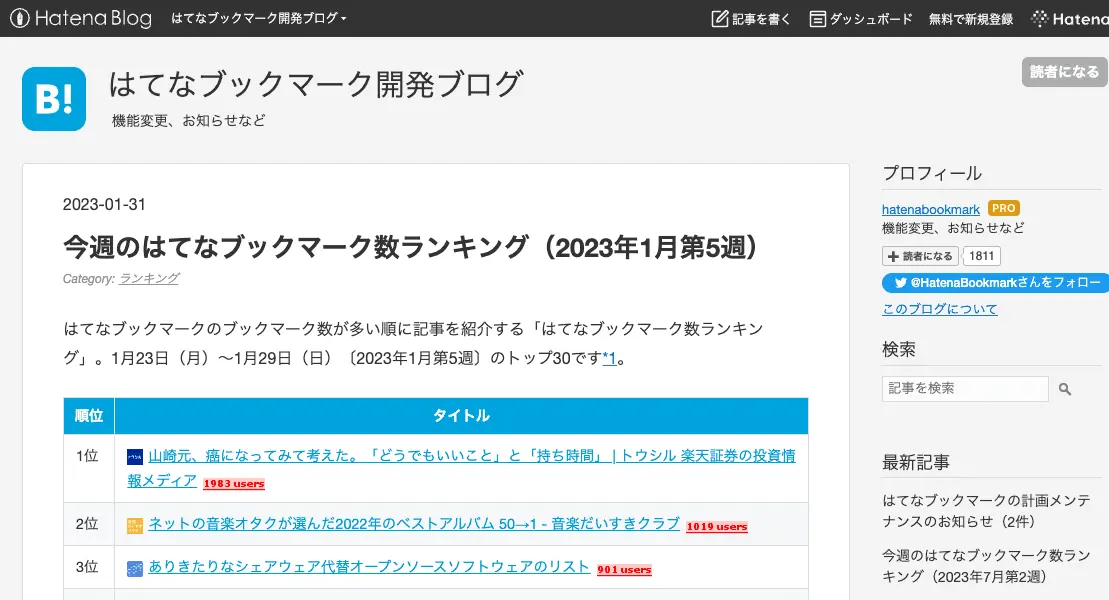 Hatena Blog
はてなブックマーク開発ブログ
記事を書く
ダッシュボード
無料で新規登録
Hatena
B!
はてなブックマーク開発ブログ
機能変更、お知らせなど
読者になる
2023-01-31
今週のはてなブックマーク数ランキング（2023年1月第5週）
Category: ランキング
はてなブックマークのブックマーク数が多い順に記事を紹介する「はてなブックマーク数ランキン
グ」。1月23日（月）～1月29日（日）〔2023年1月第5週〕のトップ30です*1。
順位 タイトル
1位 山崎元、癌になってみて考えた。「どうでもいいこと」と「持ち時間」 | トウシル 楽天証券の投資情
報メディア 1983 users
2位 ネットの音楽オタクが選んだ2022年のベストアルバム 50→1 - 音楽だいすきクラブ 1019 users
3位 ありきたりなシェアウェア代替オープンソースソフトウェアのリスト 901 users
プロフィール
hatenabookmark PRO
機能変更、お知らせなど
読者になる 1811
@HatenaBookmarkさんをフォロー
このブログについて
検索
記事を検索
最新記事
はてなブックマークの計画メンテ
ナンスのお知らせ（2件）
今週のはてなブックマーク数ラン
キング（2023年7月第2週）